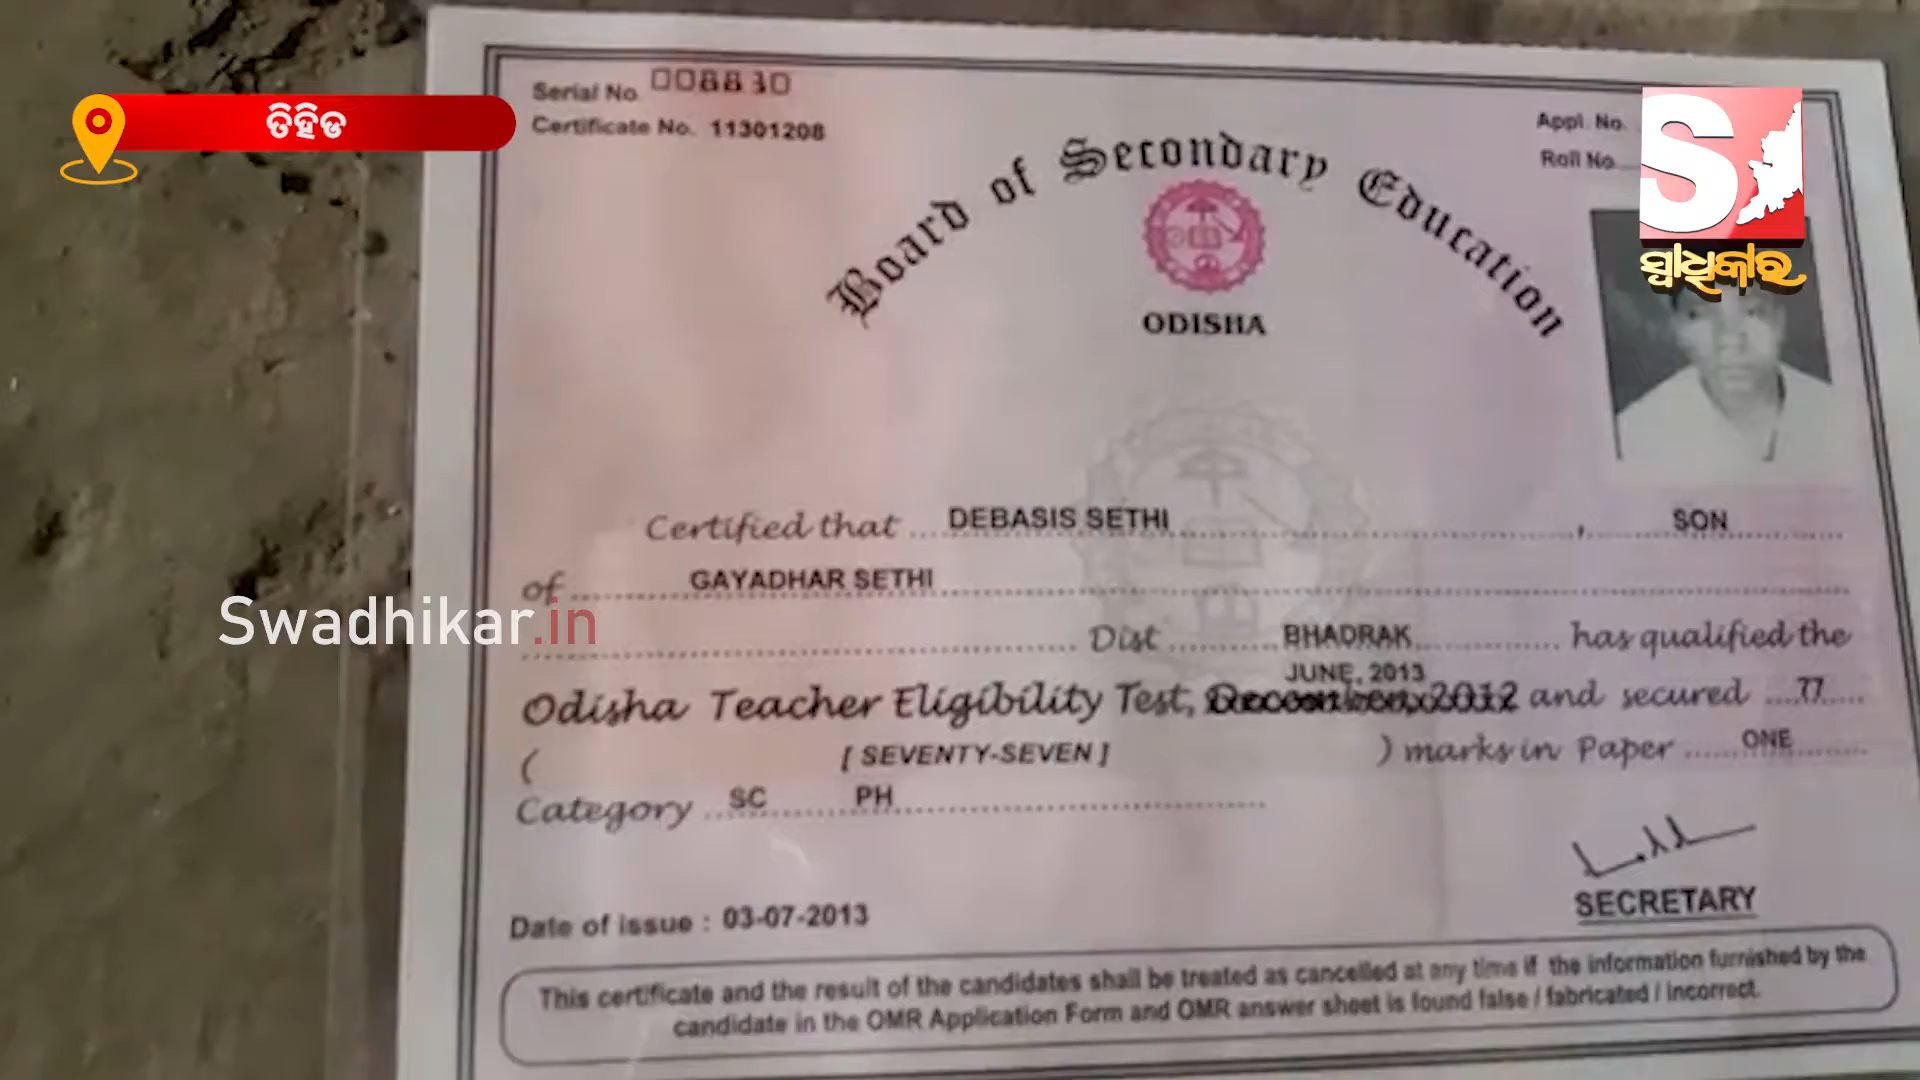 ତିହିଡ
Serial No. 008830
Certificate No. 11301208
Appl. No.
Roll No.
ସ୍ୱାଧିକାର
Board of Secondary Education
ODISHA
Certified that DEBASIS SETHI, SON
of GAYADHAR SETHI
Swadhikar.in
Dist BHADRAK has qualified the
JUNE, 2013
Odisha Teacher Eligibility Test, December, 2012 and secured 77
( [ SEVENTY-SEVEN ] ) marks in Paper ONE
Category SC PH
SECRETARY
Date of issue : 03-07-2013
This certificate and the result of the candidates shall be treated as cancelled at any time if the information furnished by the
candidate in the OMR Application Form and OMR answer sheet is found false / fabricated / incorrect.